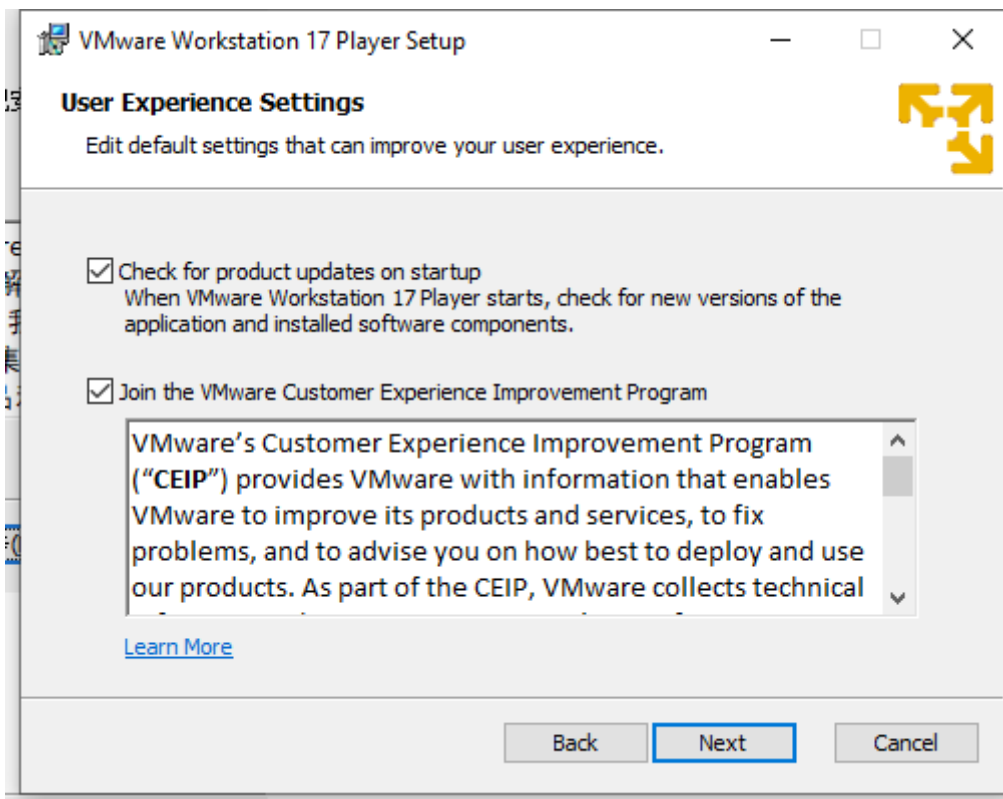 VMware Workstation 17 Player Setup
User Experience Settings
Edit default settings that can improve your user experience.
Check for product updates on startup
When VMware Workstation 17 Player starts, check for new versions of the
application and installed software components.
Join the VMware Customer Experience Improvement Program
VMware’s Customer Experience Improvement Program
(“CEIP”) provides VMware with information that enables
VMware to improve its products and services, to fix
problems, and to advise you on how best to deploy and use
our products. As part of the CEIP, VMware collects technical
Learn More
Back
Next
Cancel